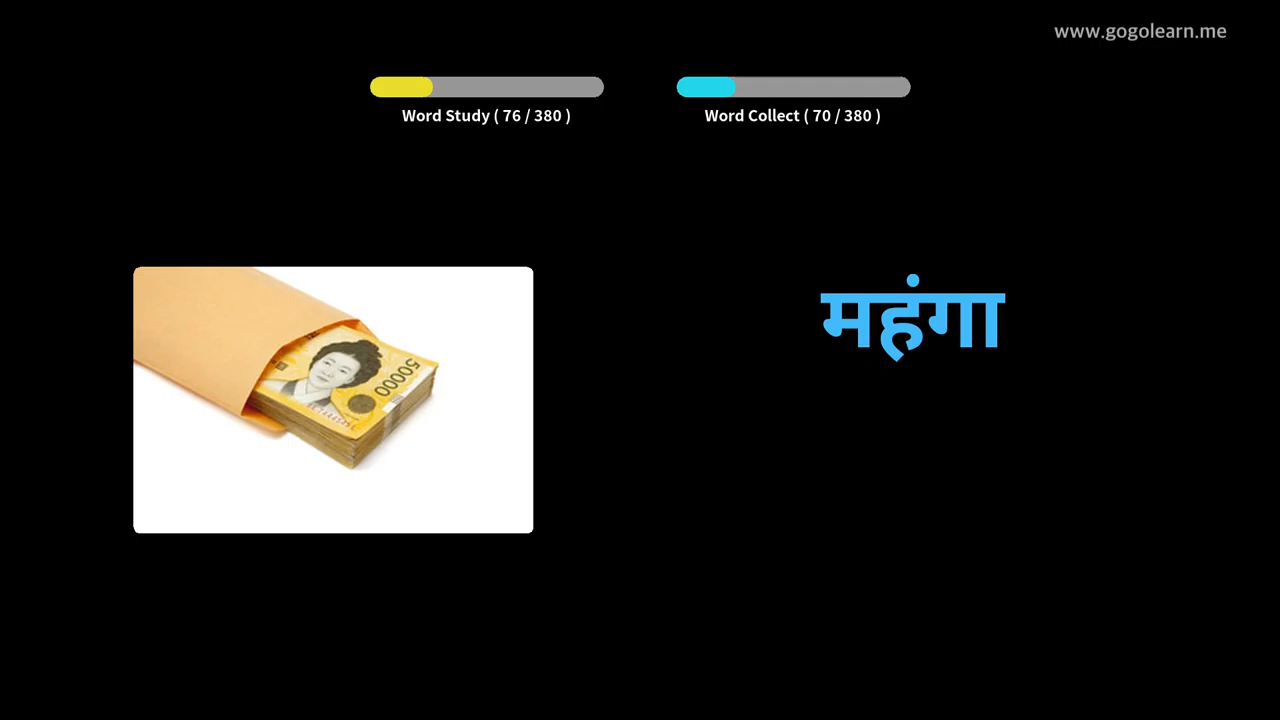 www.gogolearn.me
Word Study ( 76 / 380 )
Word Collect ( 70 / 380 )
महंगा
50000